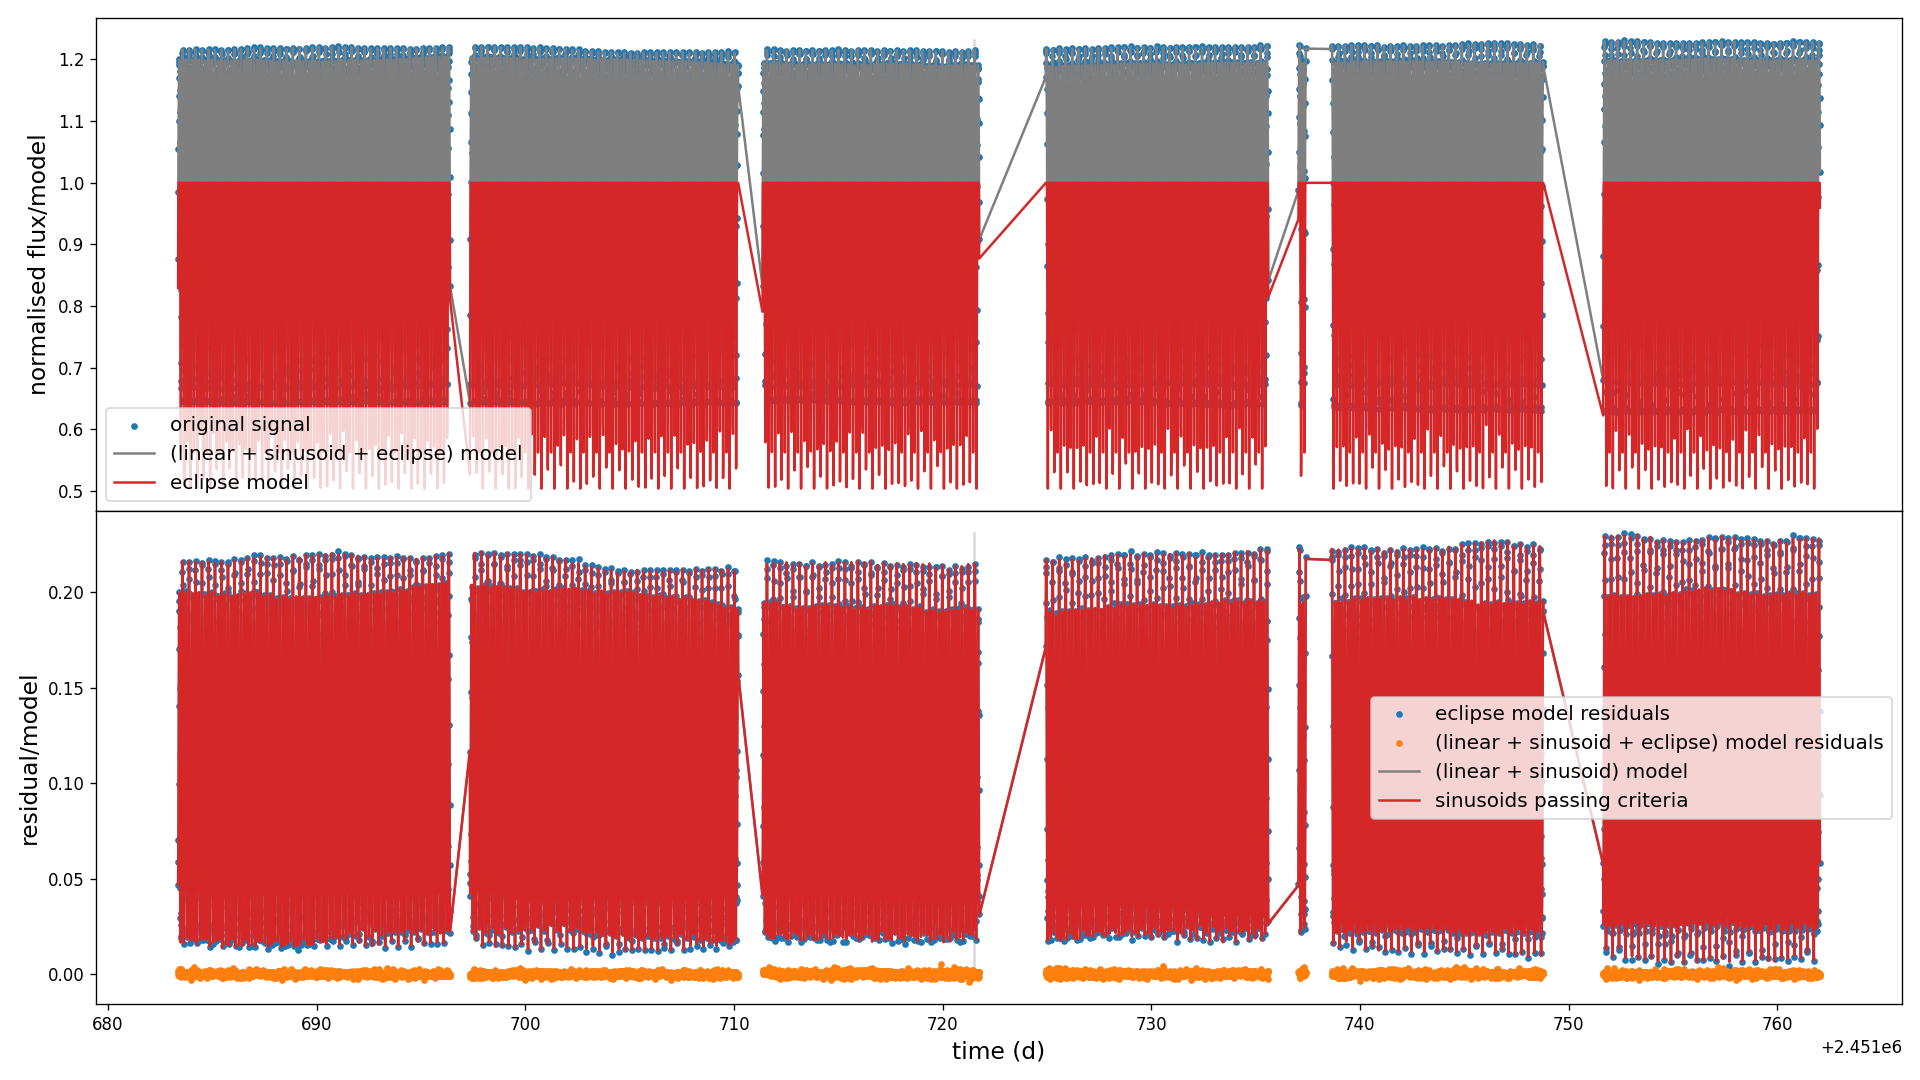 normalised flux/model
1.2
1.1
1.0
0.9
0.8
0.7
0.6
0.5
original signal
(linear + sinusoid + eclipse) model
eclipse model
residual/model
0.20
0.15
0.10
0.05
0.00
eclipse model residuals
(linear + sinusoid + eclipse) model residuals
(linear + sinusoid) model
sinusoids passing criteria
680 690 700 710 720 730 740 750 760
time (d)
+2.451e6